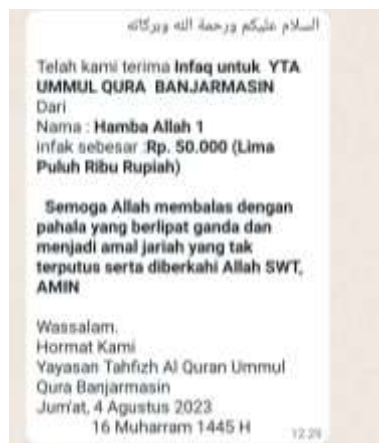 السلام عليكم ورحمة الله وبركاته
Telah kami terima Infaq untuk YTA
UMMUL QURA BANJARMASIN
Dari
Nama : Hamba Allah 1
infak sebesar :Rp. 50.000 (Lima
Puluh Ribu Rupiah)
Semoga Allah membalas dengan
pahala yang berlipat ganda dan
menjadi amal jariah yang tak
terputus serta diberkahi Allah SWT,
AMIN
Wassalam,
Hormat Kami
Yayasan Tahfizh Al Quran Ummul
Qura Banjarmasin
Jum'at, 4 Agustus 2023
16 Muharram 1445 H
12.29